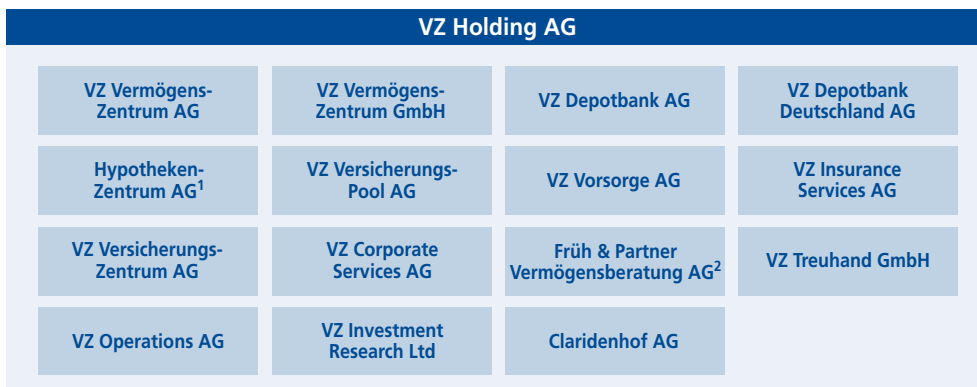 VZ Holding AG
VZ Vermögens-
Zentrum AG
VZ Vermögens-
Zentrum GmbH
VZ Depotbank AG
VZ Depotbank
Deutschland AG
Hypotheken-
Zentrum AG¹
VZ Versicherungs-
Pool AG
VZ Vorsorge AG
VZ Insurance
Services AG
VZ Versicherungs-
Zentrum AG
VZ Corporate
Services AG
Früh & Partner
Vermögensberatung AG²
VZ Treuhand GmbH
VZ Operations AG
VZ Investment
Research Ltd
Claridenhof AG